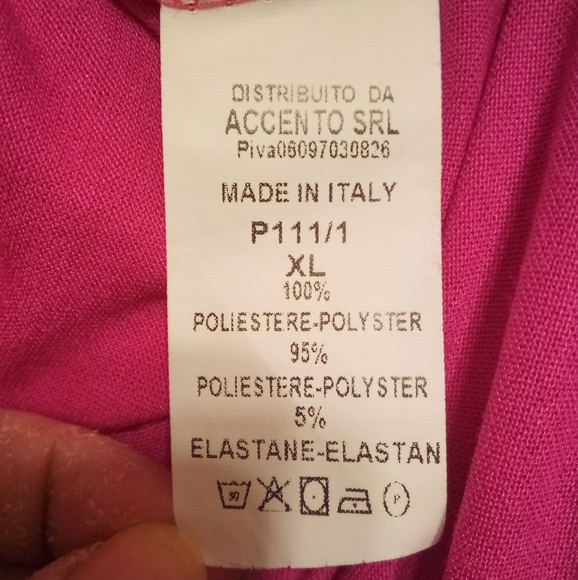 DISTRIBUITO DA
ACCENTO SRL
Piva06097030826
MADE IN ITALY
P111/1
XL
100%
POLIESTERE-POLYSTER
95%
POLIESTERE-POLYSTER
5%
ELASTANE-ELASTAN
30 P